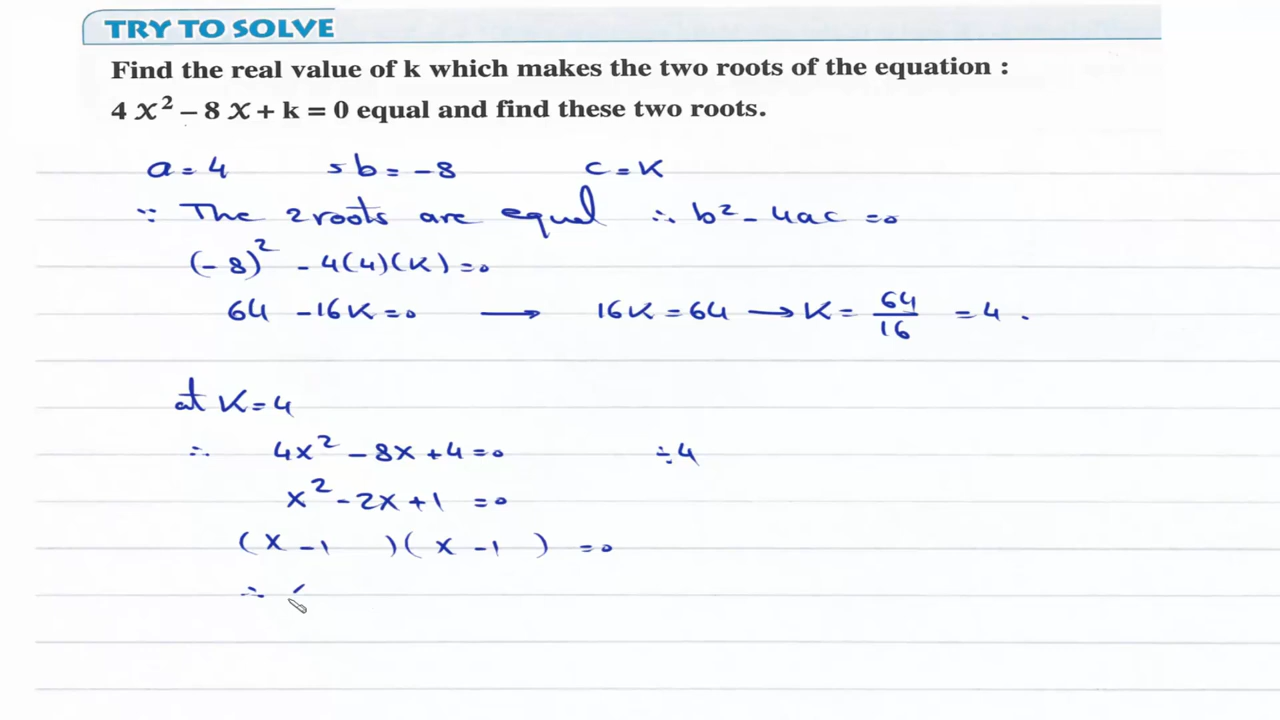 TRY TO SOLVE
Find the real value of k which makes the two roots of the equation :
4 x² – 8 x + k = 0 equal and find these two roots.
a = 4 , b = -8 c = K
∵ The 2 roots are equal ∴ b² - 4ac = 0
(-8)² - 4(4)(K) = 0
64 - 16K = 0 ⟶ 16K = 64 ⟶ K = 64/16 = 4 .
at K = 4
∴ 4x² - 8x + 4 = 0 ÷4
x² - 2x + 1 = 0
(x - 1 )( x - 1 ) = 0
∴